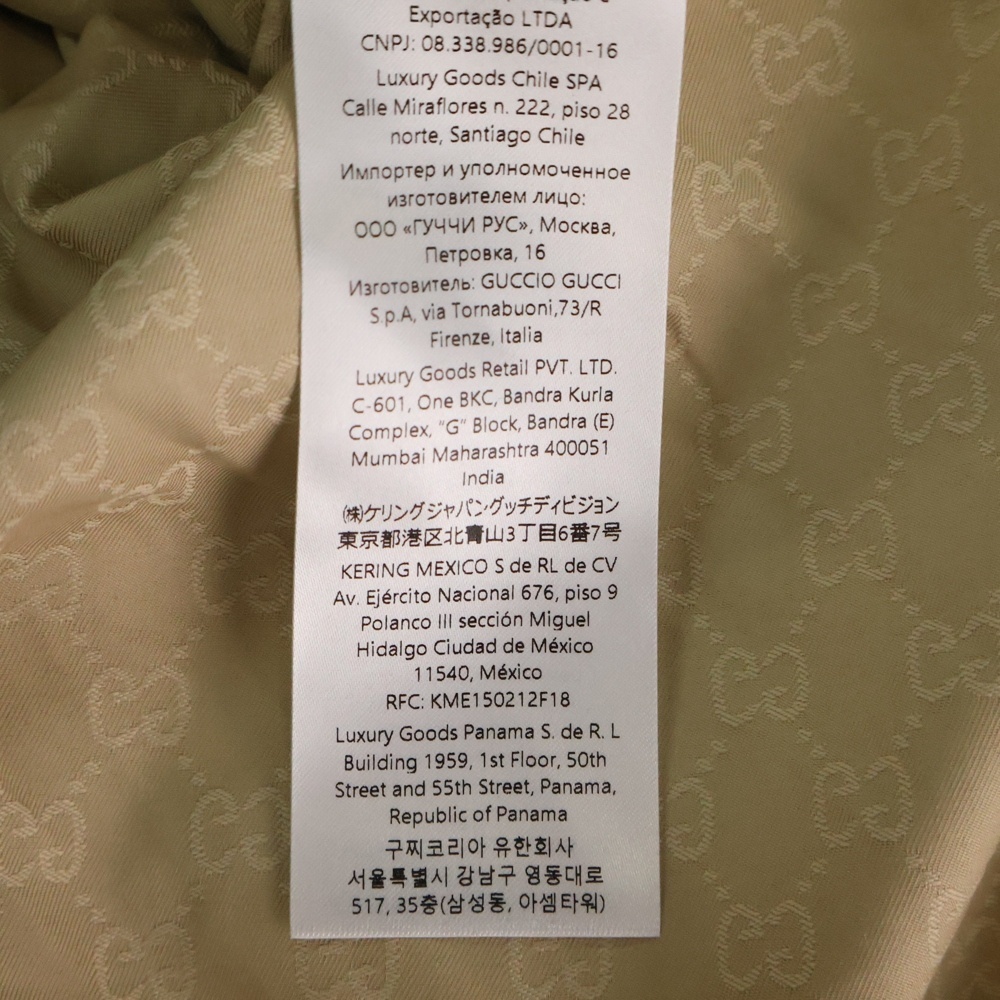 Exportação LTDA
CNPJ: 08.338.986/0001-16
Luxury Goods Chile SPA
Calle Miraflores n. 222, piso 28
norte, Santiago Chile
Импортер и уполномоченное
изготовителем лицо:
ООО «ГУЧЧИ РУС», Москва,
Петровка, 16
Изготовитель: GUCCIO GUCCI
S.p.A, via Tornabuoni,73/R
Firenze, Italia
Luxury Goods Retail PVT. LTD.
C-601, One BKC, Bandra Kurla
Complex, "G" Block, Bandra (E)
Mumbai Maharashtra 400051
India
㈱ケリングジャパングッチディビジョン
東京都港区北青山3丁目6番7号
KERING MEXICO S de RL de CV
Av. Ejército Nacional 676, piso 9
Polanco III sección Miguel
Hidalgo Ciudad de México
11540, México
RFC: KME150212F18
Luxury Goods Panama S. de R. L
Building 1959, 1st Floor, 50th
Street and 55th Street, Panama,
Republic of Panama
구찌코리아 유한회사
서울특별시 강남구 영동대로
517, 35층(삼성동, 아셈타워)